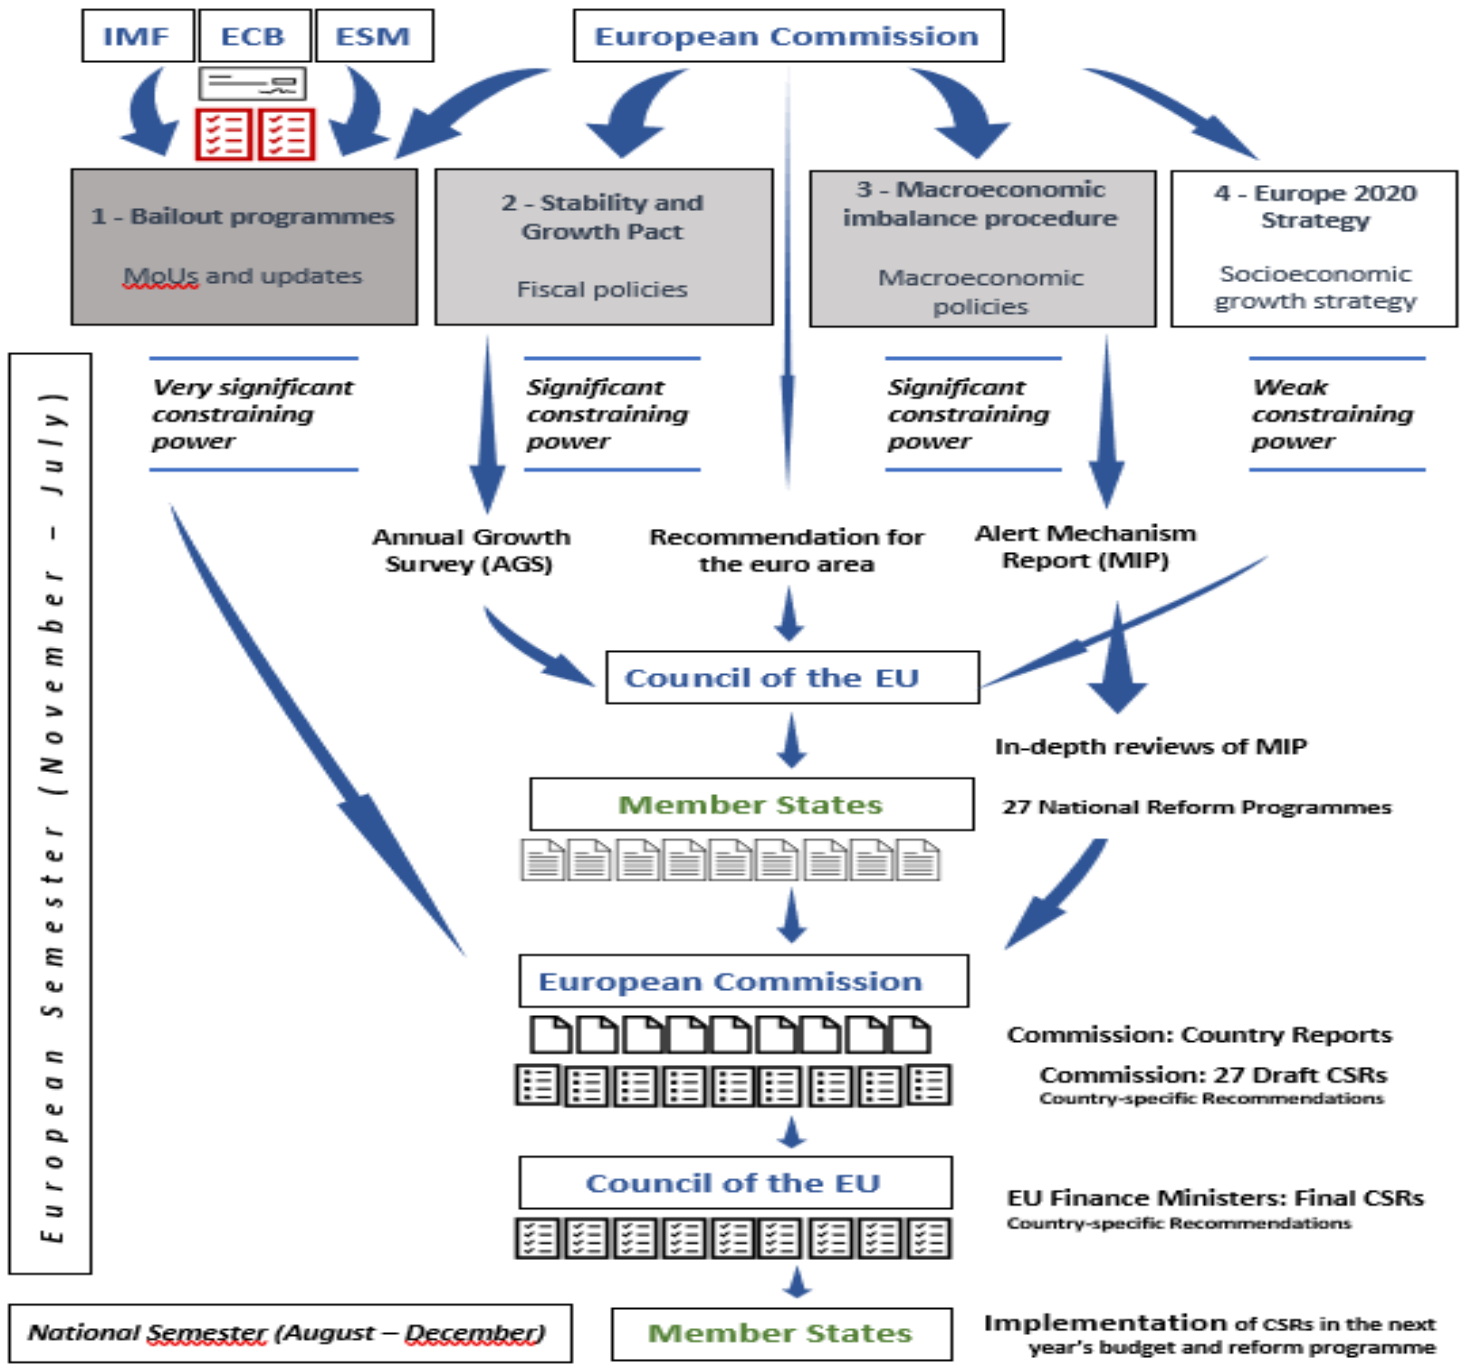 IMF
ECB
ESM
European Commission
1 - Bailout programmes
MoUs and updates
2 - Stability and
Growth Pact
Fiscal policies
3 - Macroeconomic
imbalance procedure
Macroeconomic
policies
4 - Europe 2020
Strategy
Socioeconomic
growth strategy
European Semester (November – July)
Very significant
constraining
power
Significant
constraining
power
Significant
constraining
power
Weak
constraining
power
Annual Growth
Survey (AGS)
Recommendation for
the euro area
Alert Mechanism
Report (MIP)
Council of the EU
In-depth reviews of MIP
Member States
27 National Reform Programmes
European Commission
Commission: Country Reports
Commission: 27 Draft CSRs
Country-specific Recommendations
Council of the EU
EU Finance Ministers: Final CSRs
Country-specific Recommendations
National Semester (August – December)
Member States
Implementation of CSRs in the next
year's budget and reform programme